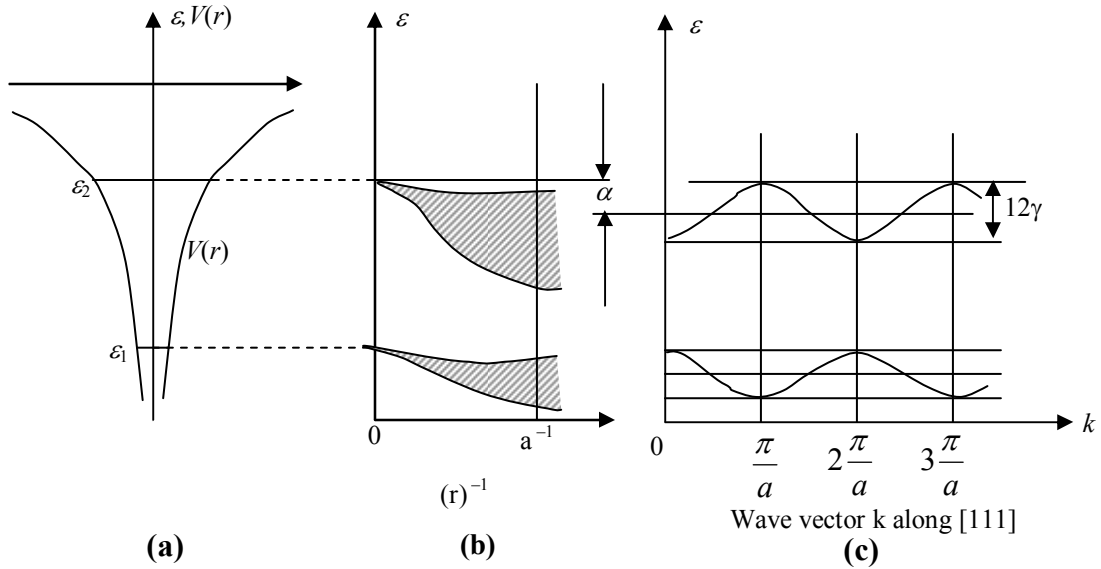 ε, V(r)
ε₂
V(r)
ε₁
(a)
ε
α
0
a⁻¹
(r)⁻¹
(b)
ε
12γ
0
k
π/a
2π/a
3π/a
Wave vector k along [111]
(c)